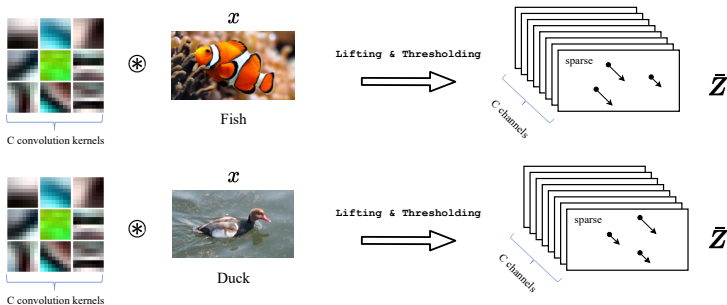 x
Lifting & Thresholding
sparse
⊛
Z̄
C channels
Fish
C convolution kernels
x
Lifting & Thresholding
sparse
⊛
Z̄
C channels
Duck
C convolution kernels